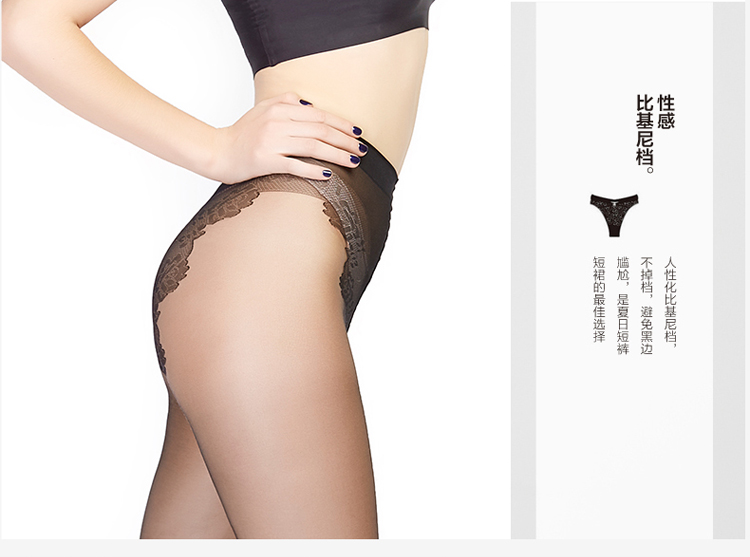 性感
比基尼档。
人性化比基尼档，
不掉档，避免黑边
尴尬，是夏日短裤
短裙的最佳选择